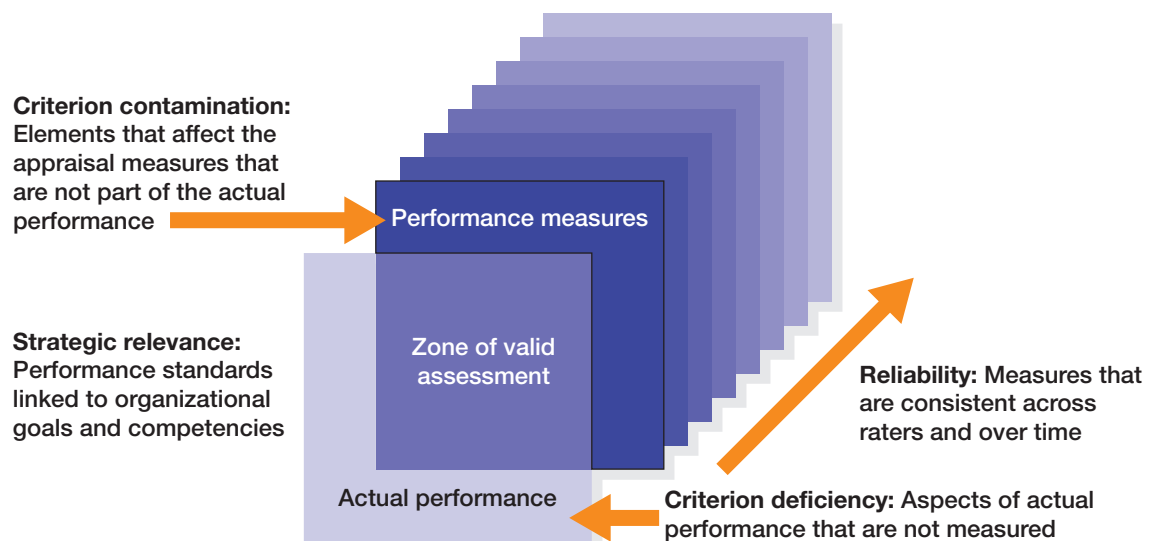 Criterion contamination:
Elements that affect the
appraisal measures that
are not part of the actual
performance
Performance measures
Strategic relevance:
Performance standards
linked to organizational
goals and competencies
Zone of valid
assessment
Reliability: Measures that
are consistent across
raters and over time
Actual performance
Criterion deficiency: Aspects of actual
performance that are not measured